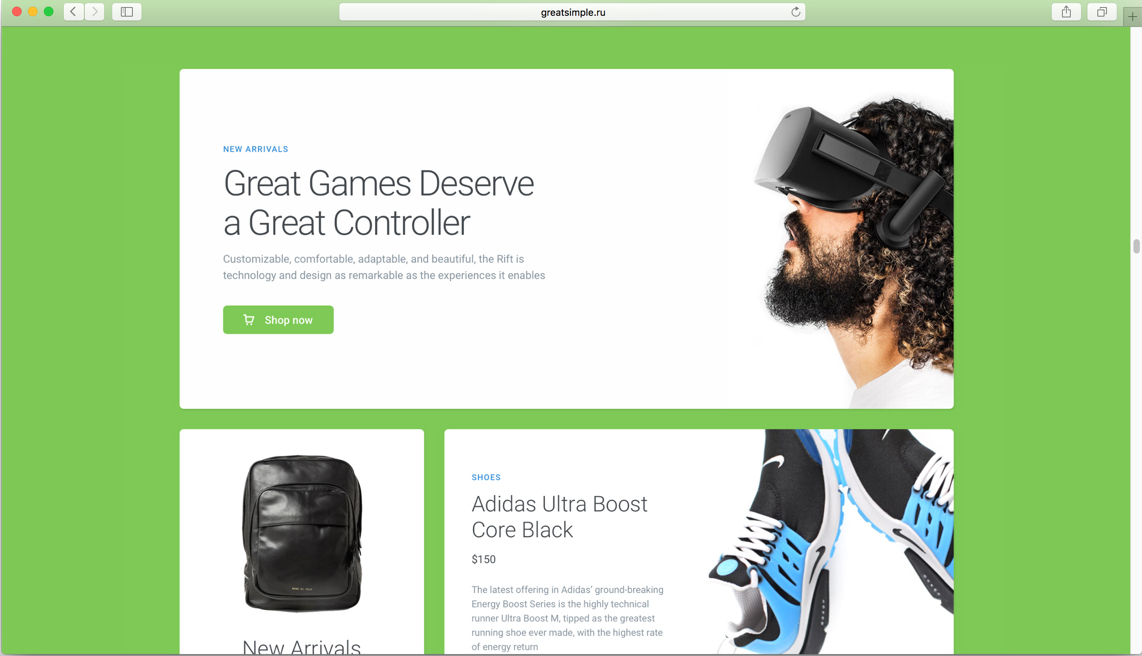 greatsimple.ru
NEW ARRIVALS
Great Games Deserve
a Great Controller
Customizable, comfortable, adaptable, and beautiful, the Rift is
technology and design as remarkable as the experiences it enables
Shop now
New Arrivals
SHOES
Adidas Ultra Boost
Core Black
$150
The latest offering in Adidas’ ground-breaking
Energy Boost Series is the highly technical
runner Ultra Boost M, tipped as the greatest
running shoe ever made, with the highest rate
of energy return